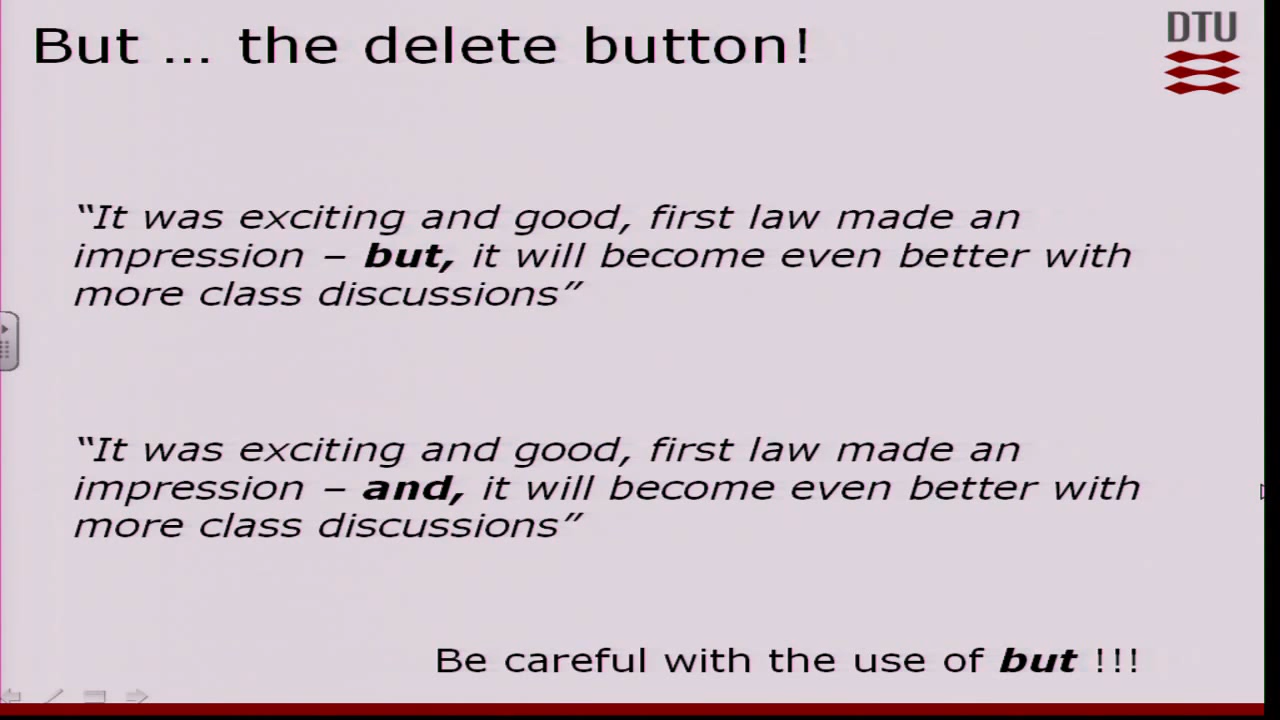 But ... the delete button!
DTU
“It was exciting and good, first law made an
impression – but, it will become even better with
more class discussions”
“It was exciting and good, first law made an
impression – and, it will become even better with
more class discussions”
Be careful with the use of but !!!